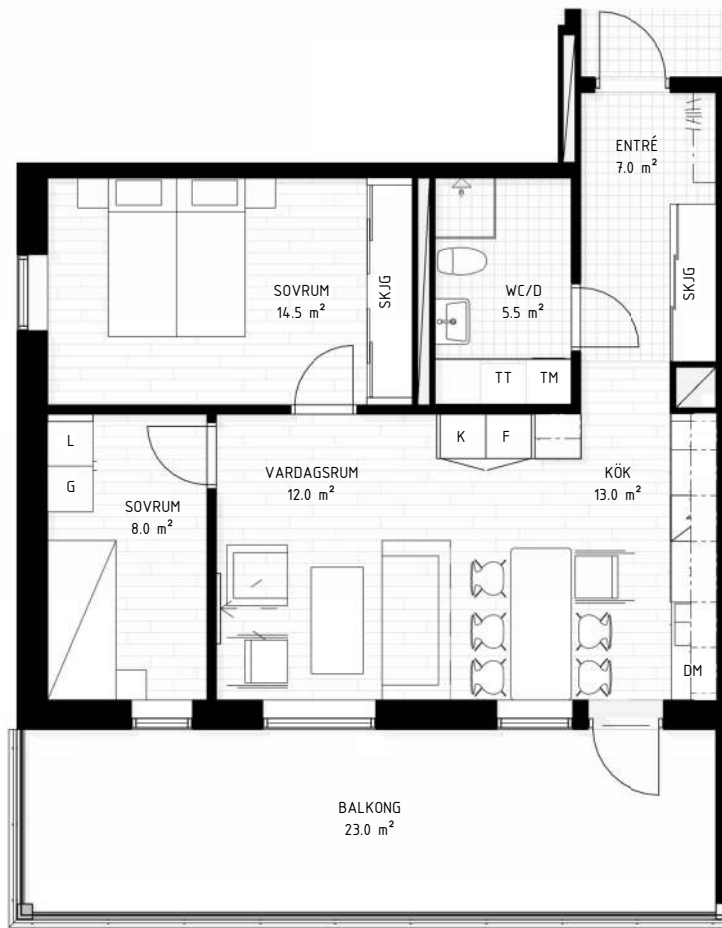 ENTRÉ
7.0 m²
SOVRUM
14.5 m²
SKJG
WC/D
5.5 m²
SKJG
TT
TM
L
G
SOVRUM
8.0 m²
VARDAGSRUM
12.0 m²
K
F
KÖK
13.0 m²
DM
BALKONG
23.0 m²